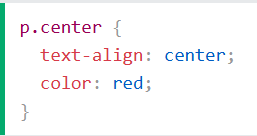 p.center {
  text-align: center;
  color: red;
}